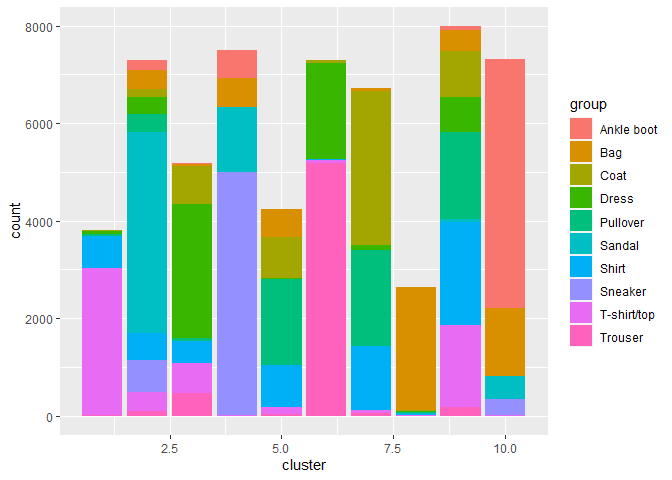 8000
6000
4000
2000
0
count
2.5
5.0
7.5
10.0
cluster
group
Ankle boot
Bag
Coat
Dress
Pullover
Sandal
Shirt
Sneaker
T-shirt/top
Trouser